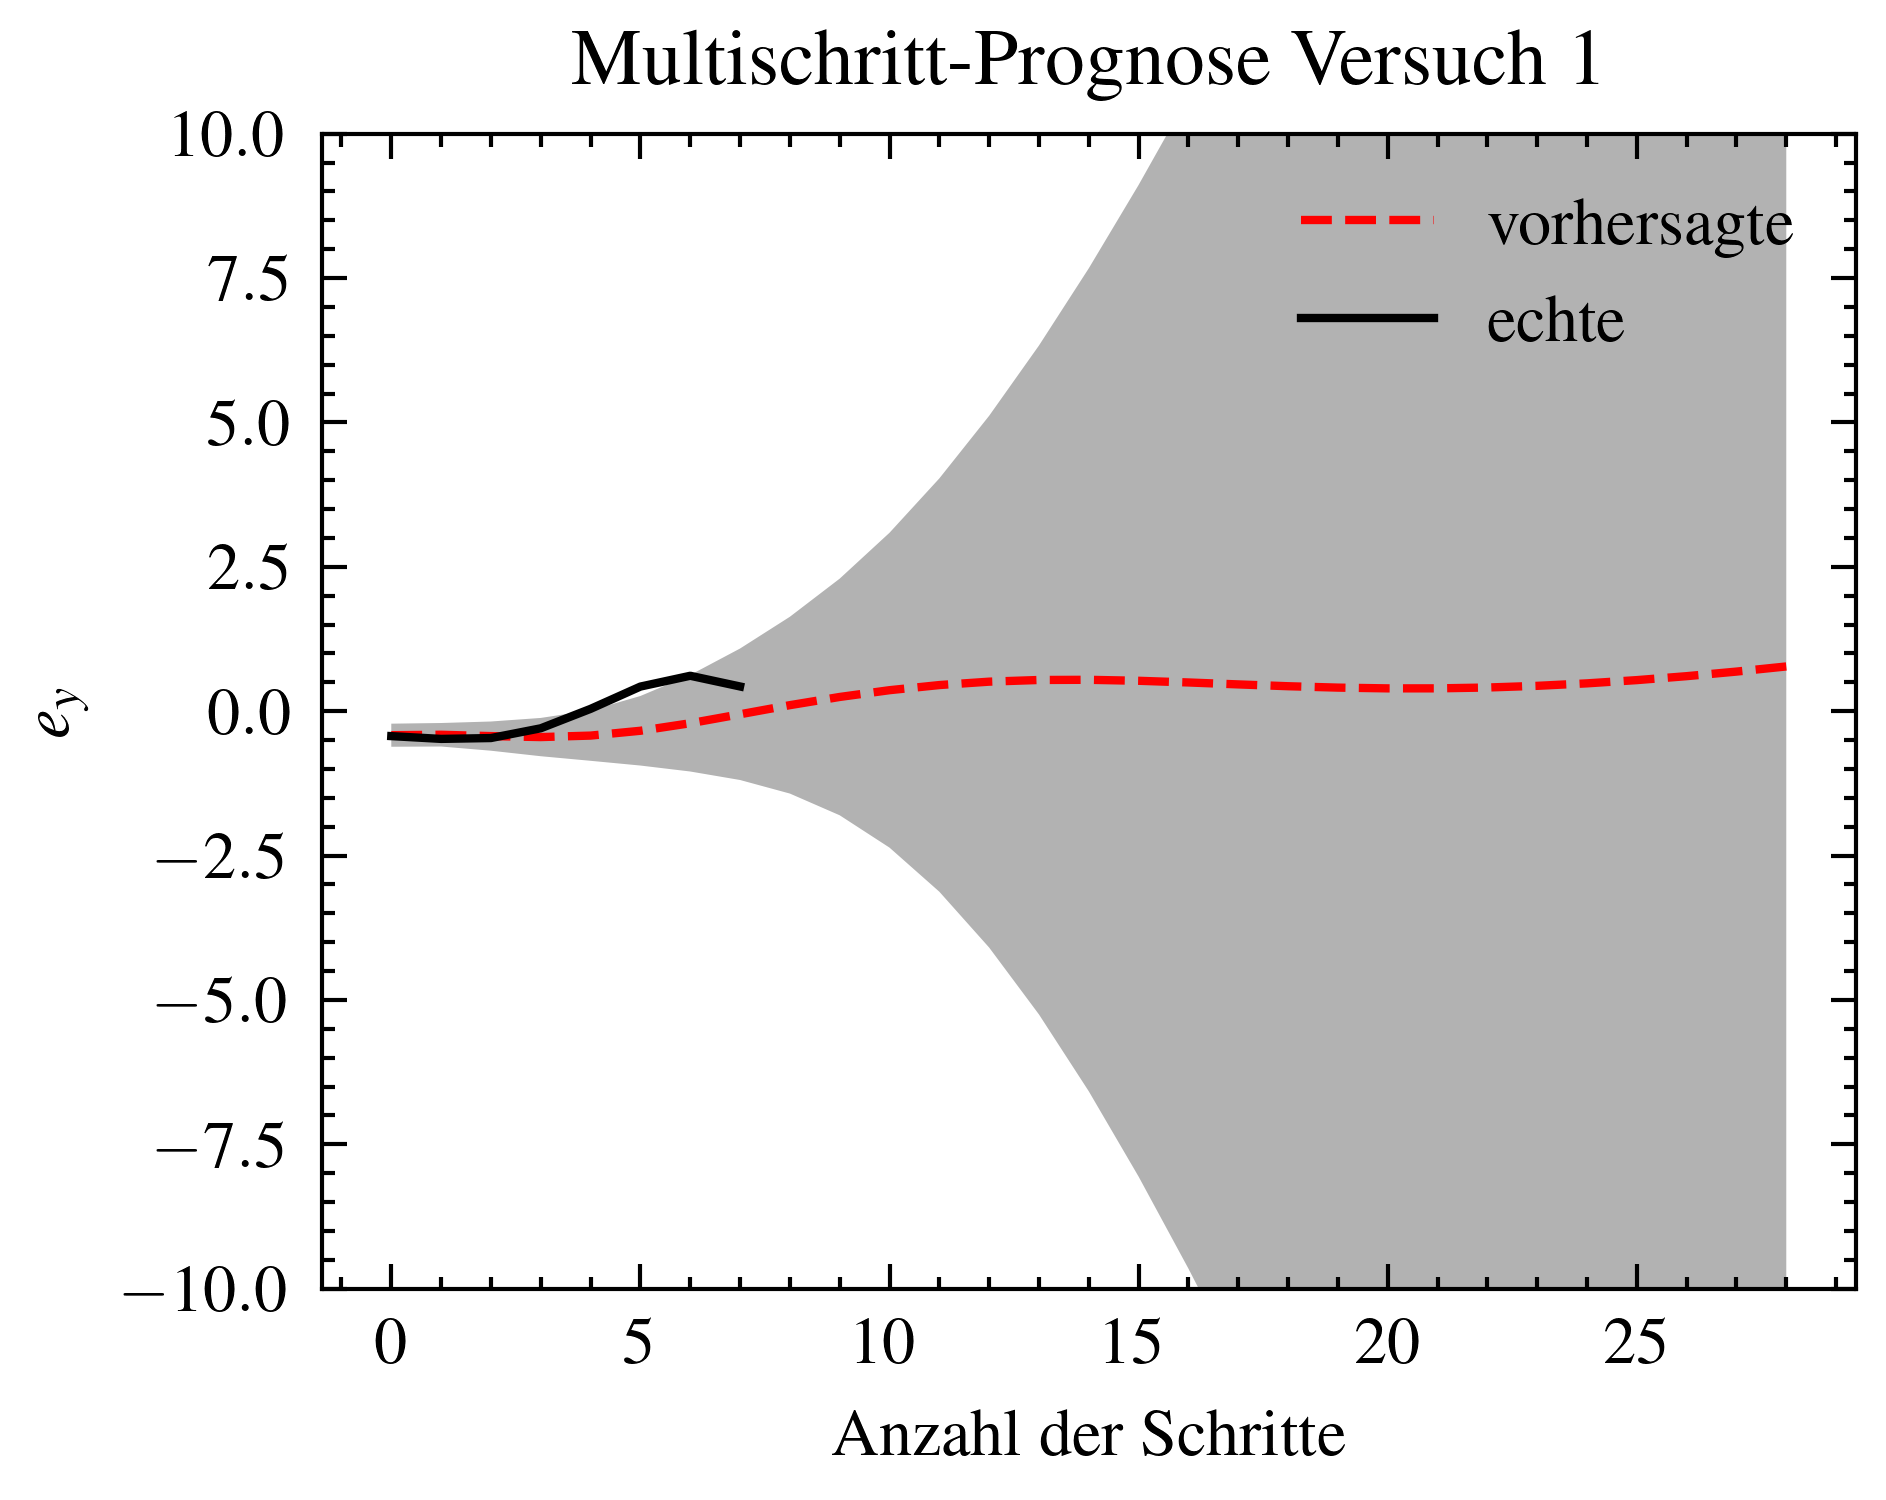 Multischritt-Prognose Versuch 1
10.0
7.5
5.0
2.5
0.0
−2.5
−5.0
−7.5
−10.0
e_y
vorhersagte
echte
0 5 10 15 20 25
Anzahl der Schritte